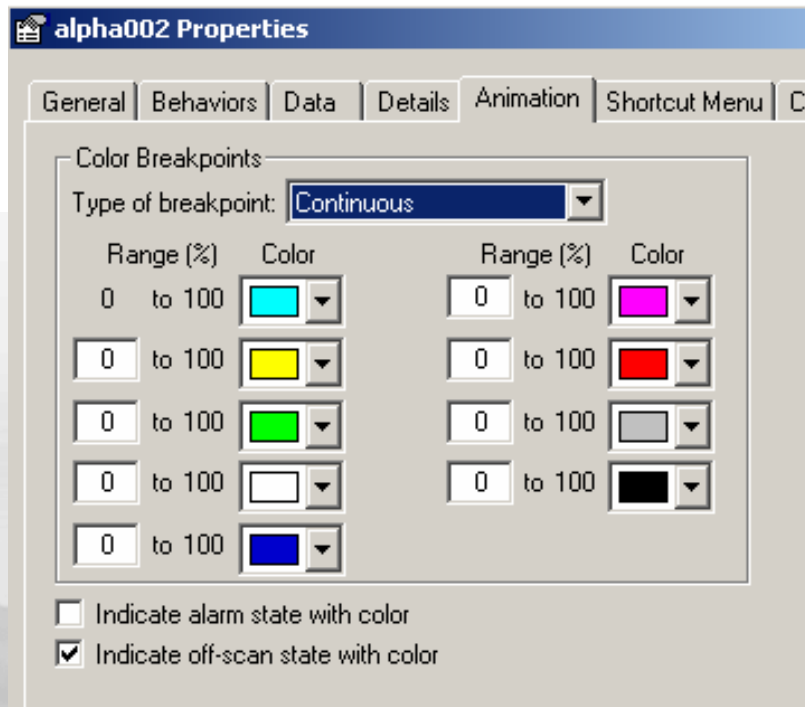 alpha002 Properties
General Behaviors Data Details Animation Shortcut Menu C
Color Breakpoints
Type of breakpoint: Continuous
Range (%) Color Range (%) Color
0 to 100 0 to 100
0 to 100 0 to 100
0 to 100 0 to 100
0 to 100 0 to 100
0 to 100
Indicate alarm state with color
Indicate off-scan state with color